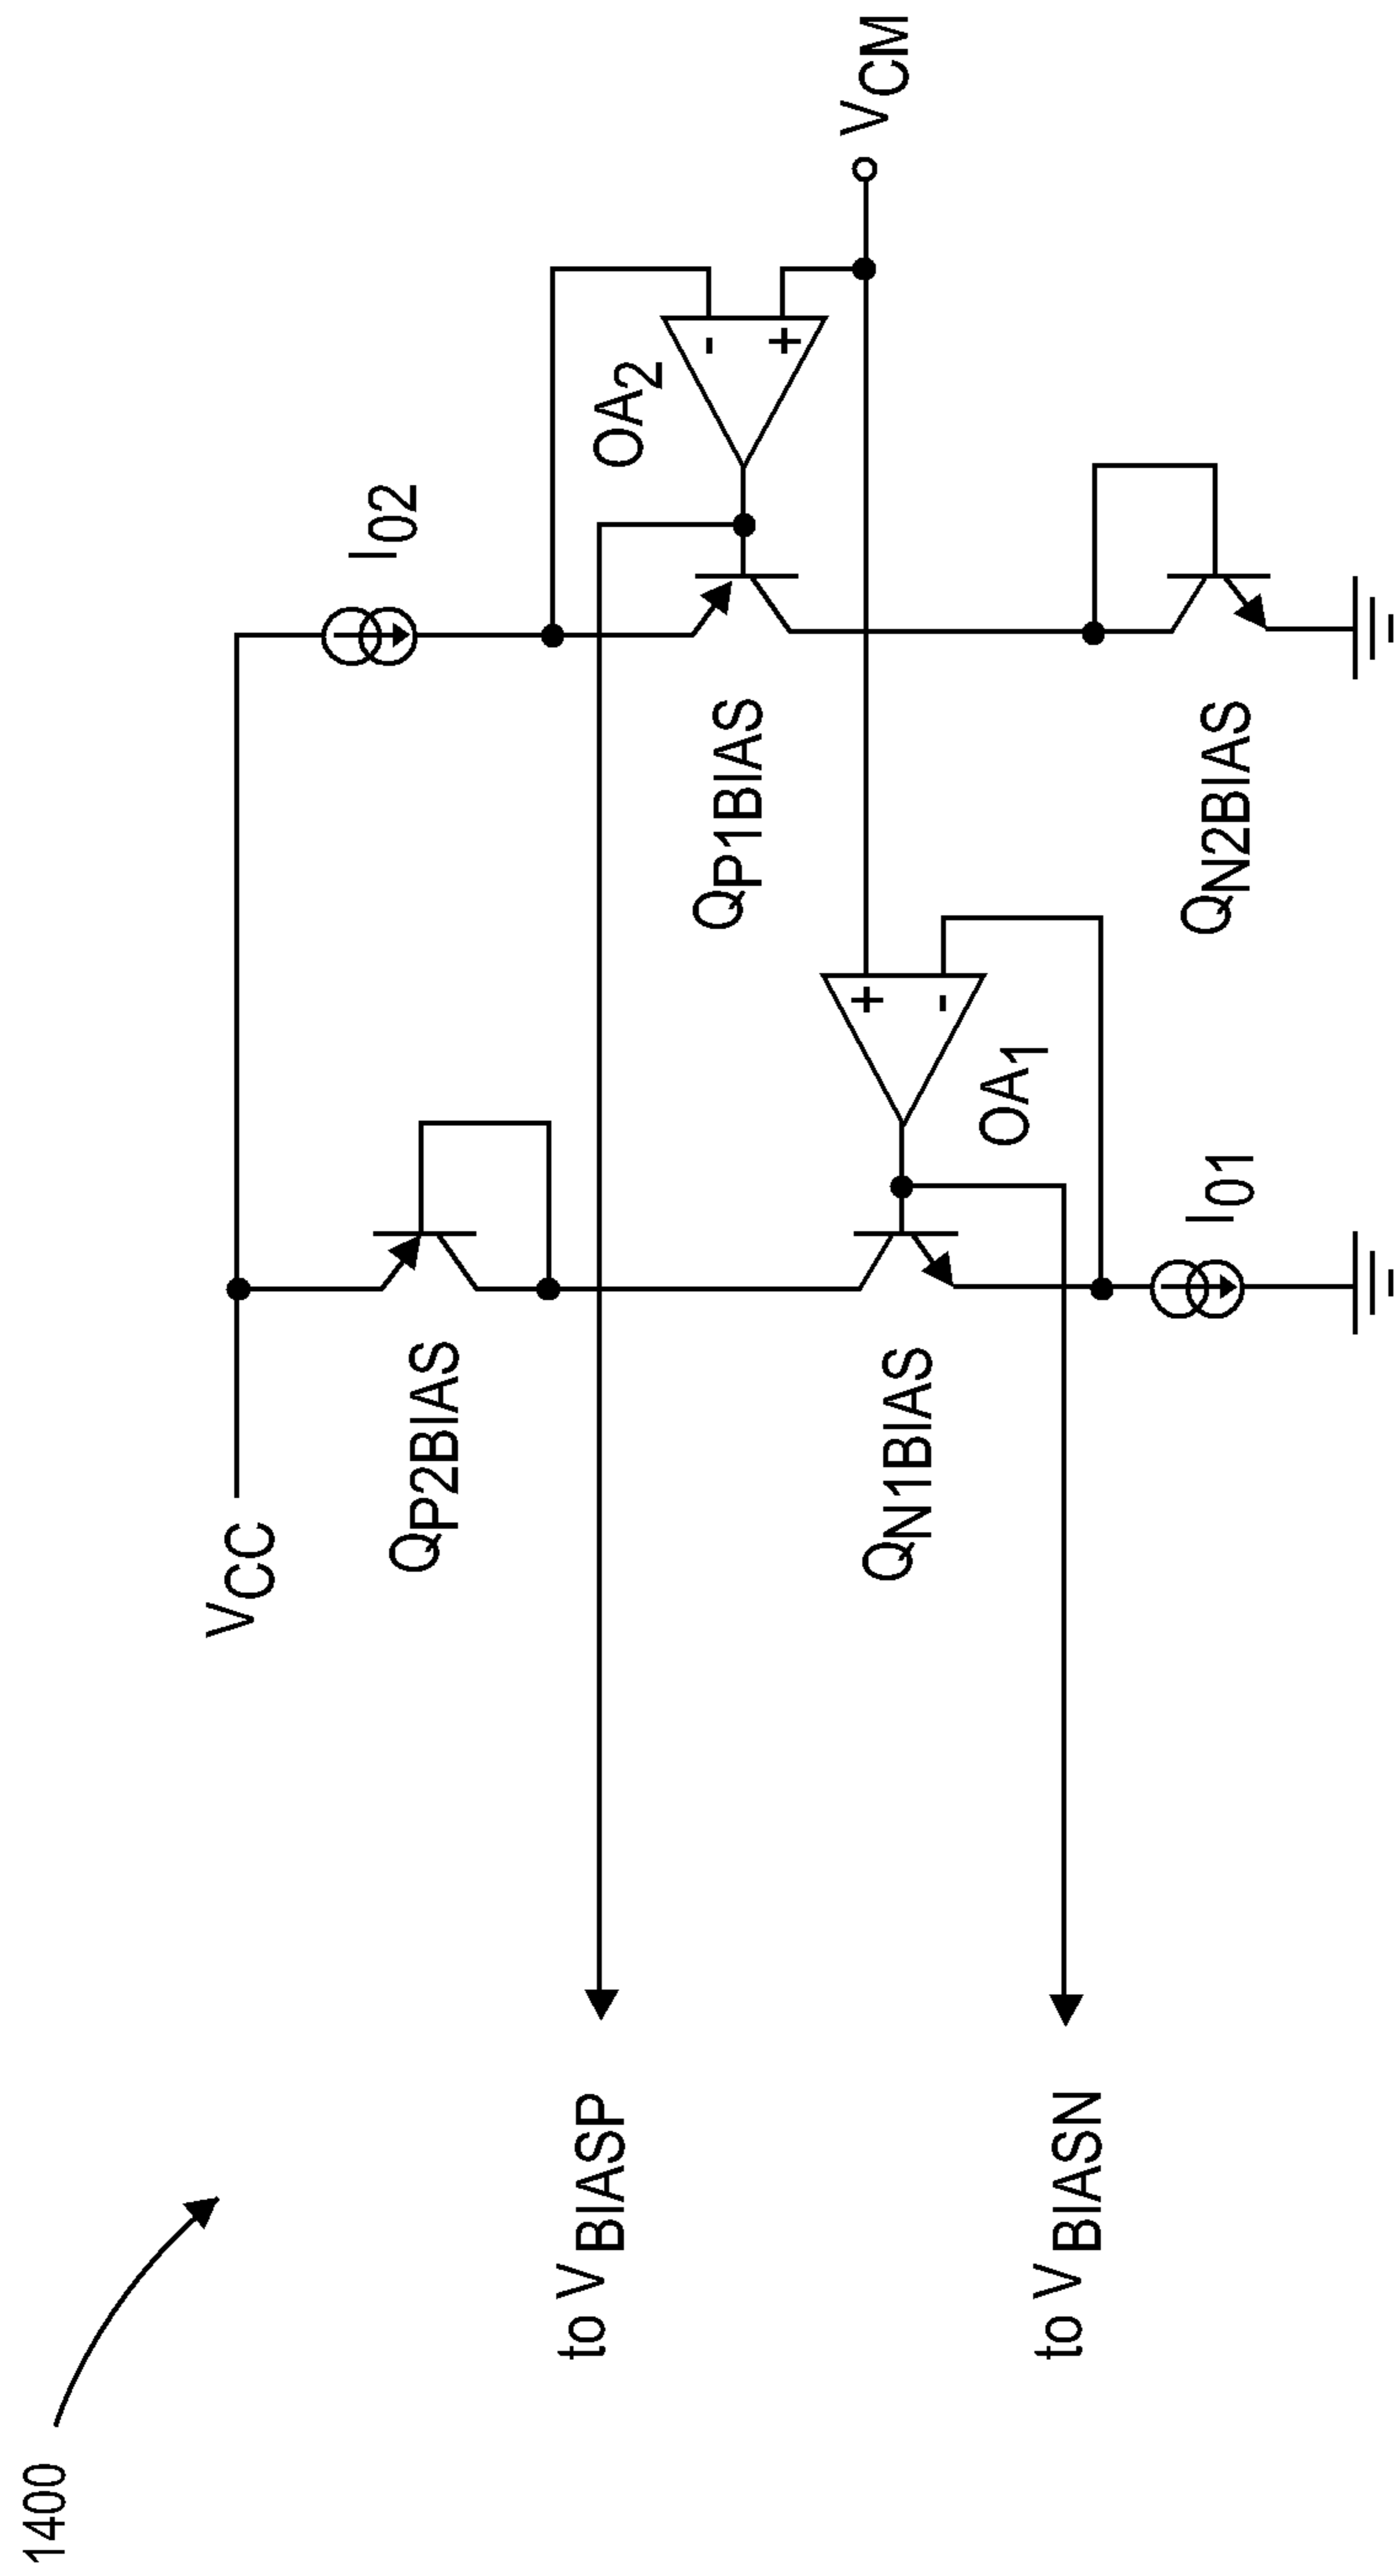 1400
VCC
I02
QP2BIAS
QP1BIAS
OA2
- +
to VBIASP
VCM
QN1BIAS
+ -
OA1
to VBIASN
I01
QN2BIAS